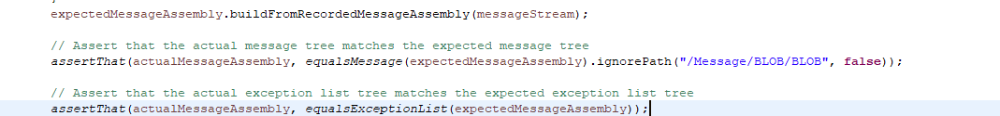 expectedMessageAssembly.buildFromRecordedMessageAssembly(messageStream);
// Assert that the actual message tree matches the expected message tree
assertThat(actualMessageAssembly, equalsMessage(expectedMessageAssembly).ignorePath("/Message/BLOB/BLOB", false));
// Assert that the actual exception list tree matches the expected exception list tree
assertThat(actualMessageAssembly, equalsExceptionList(expectedMessageAssembly));